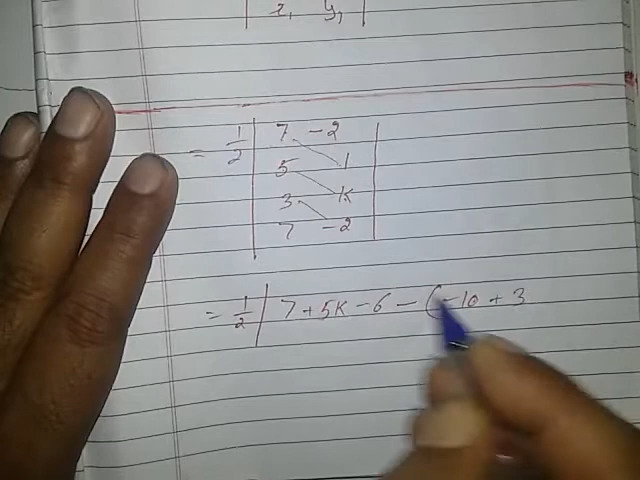 | x₁ y₁ |
= 1/2 | 7 -2 |
5 1
3 k
7 -2
= 1/2 | 7 + 5k - 6 - (-10 + 3